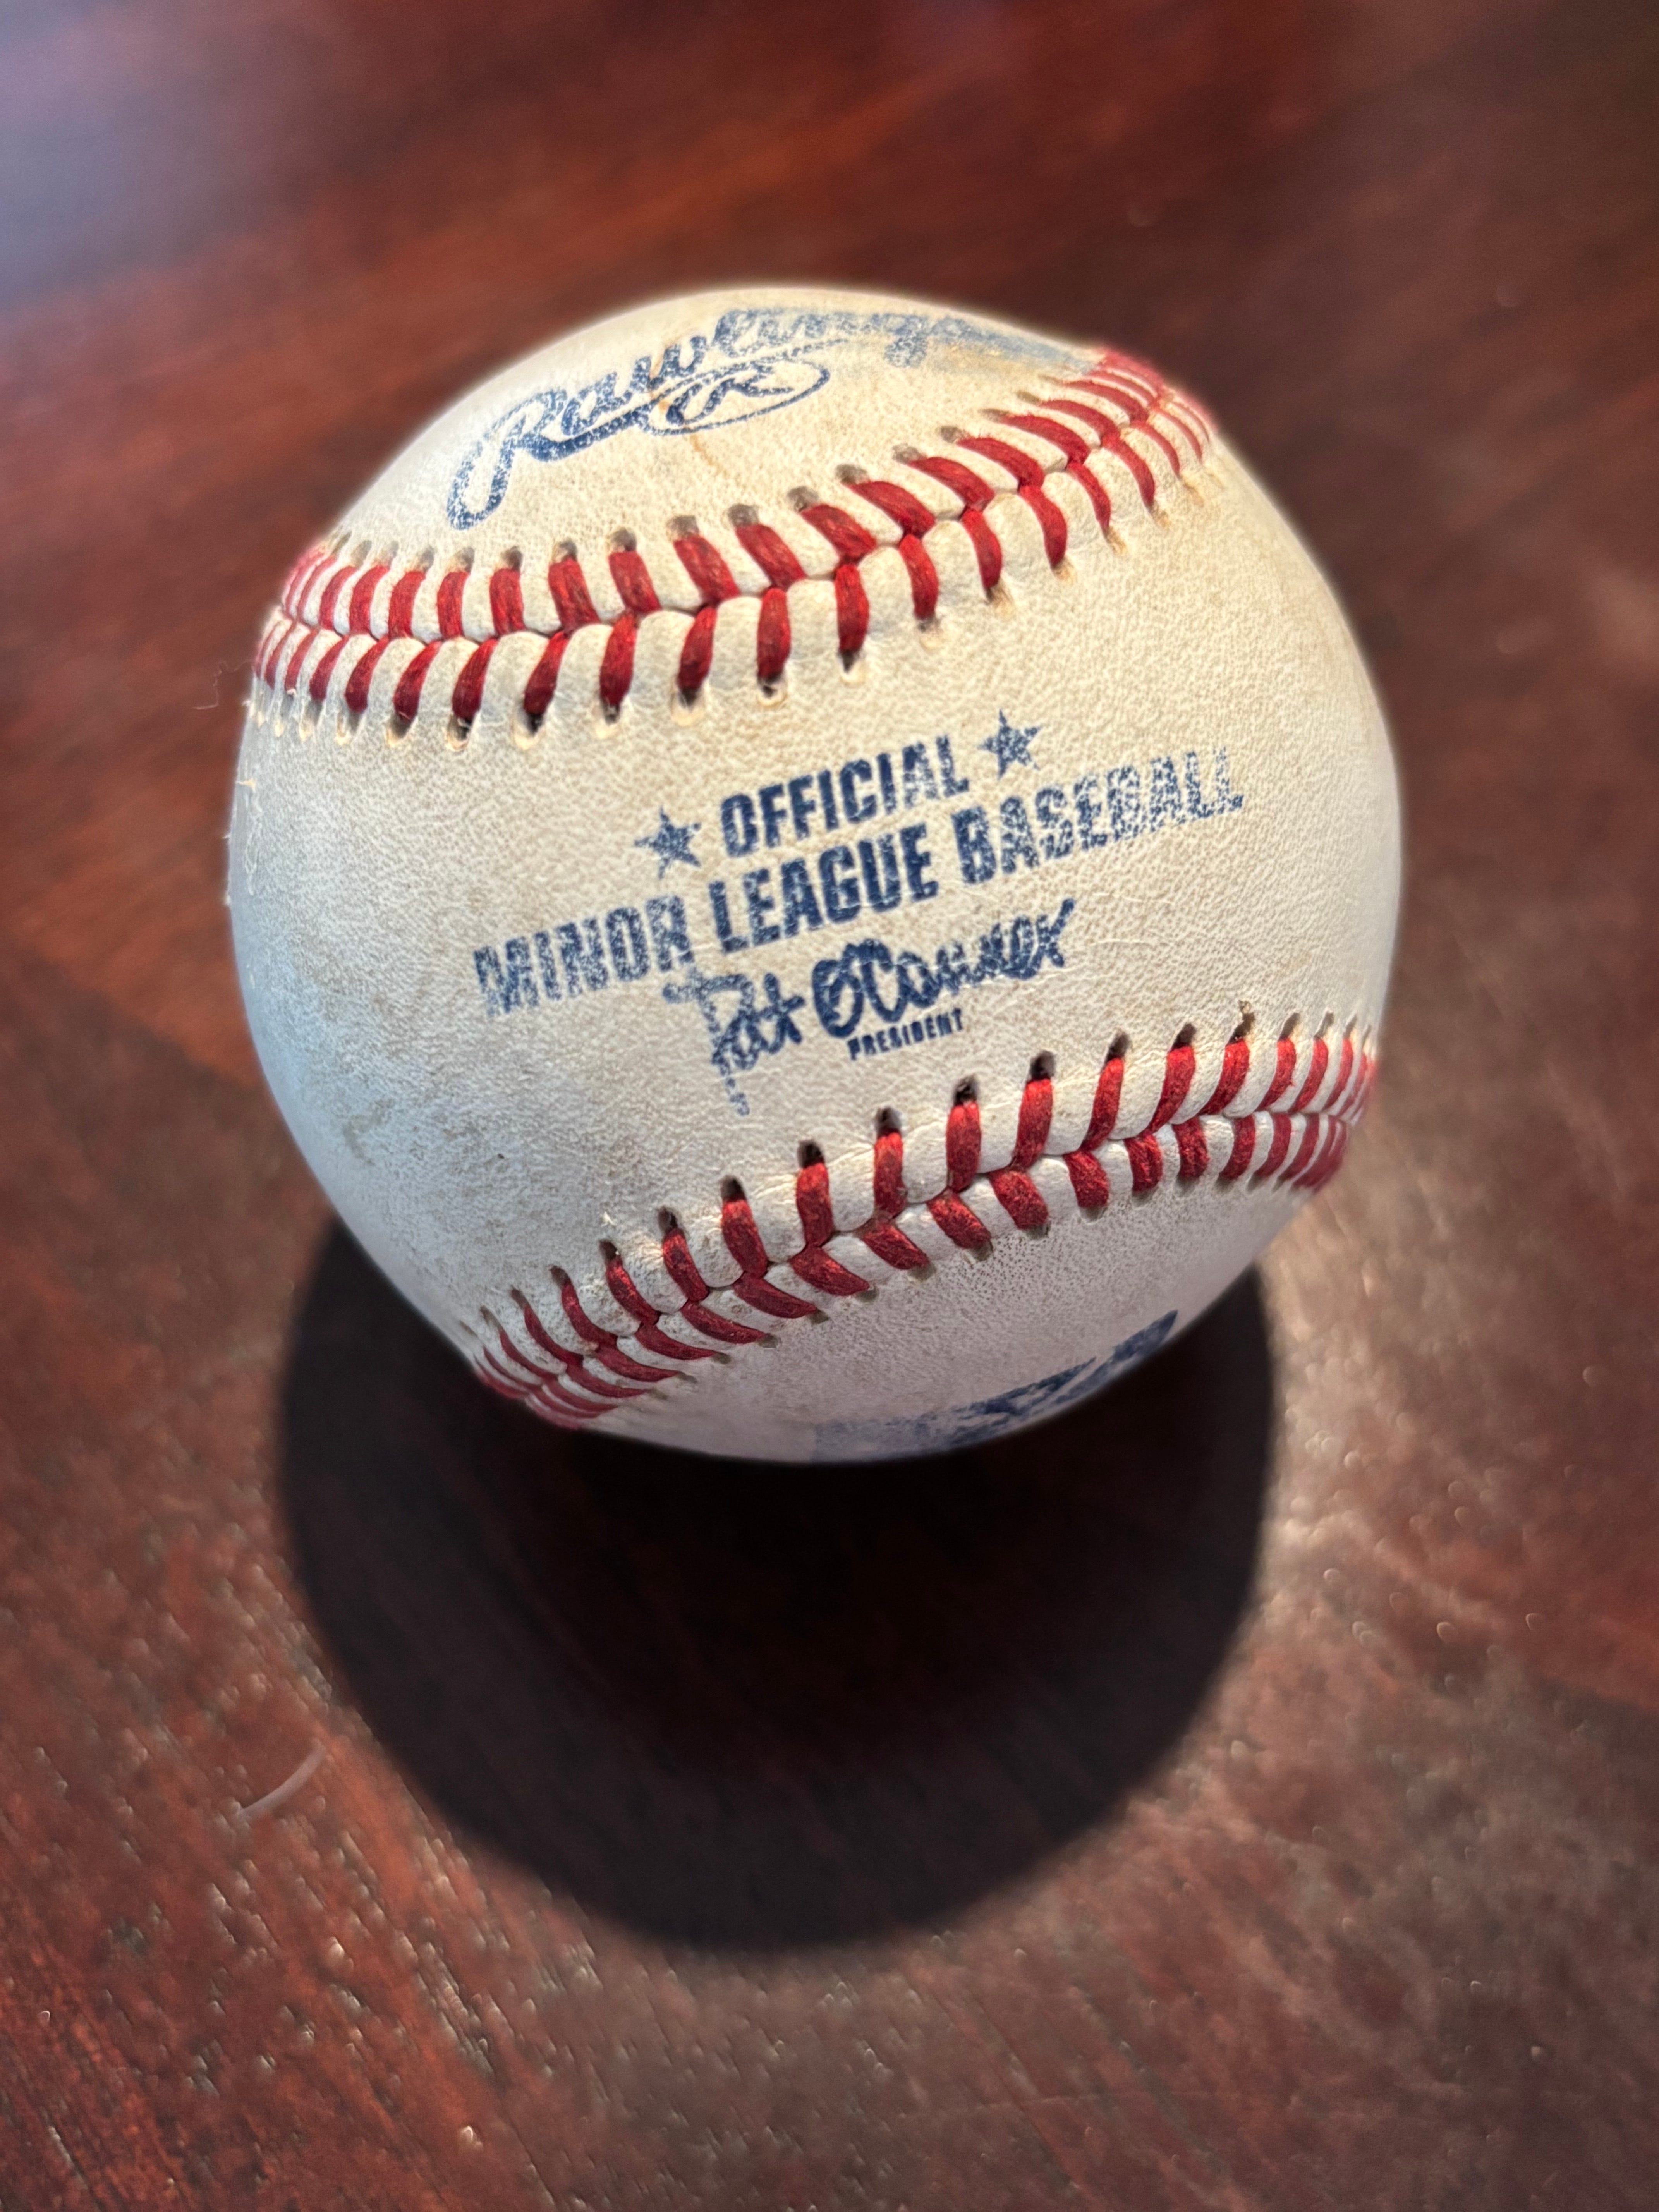 Rawlings
R
OFFICIAL
MINOR LEAGUE BASEBALL
Pat O'Conner
PRESIDENT